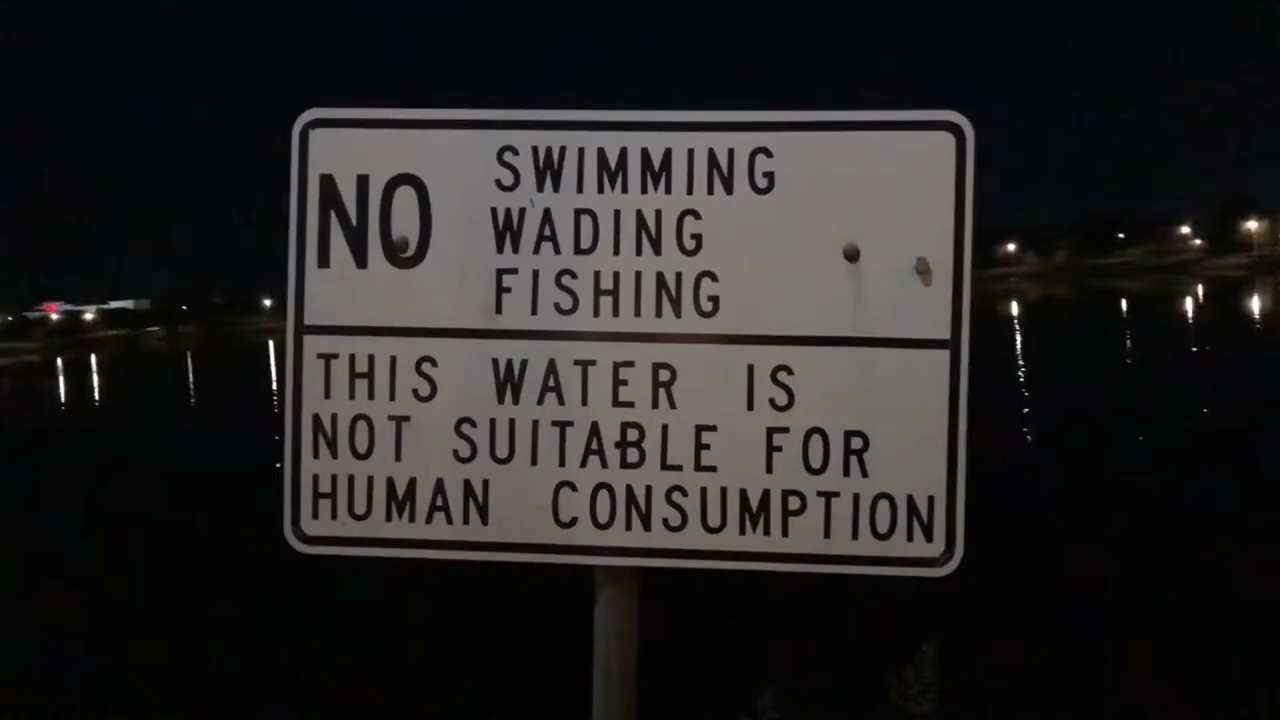 NO
SWIMMING
WADING
FISHING
THIS WATER IS
NOT SUITABLE FOR
HUMAN CONSUMPTION